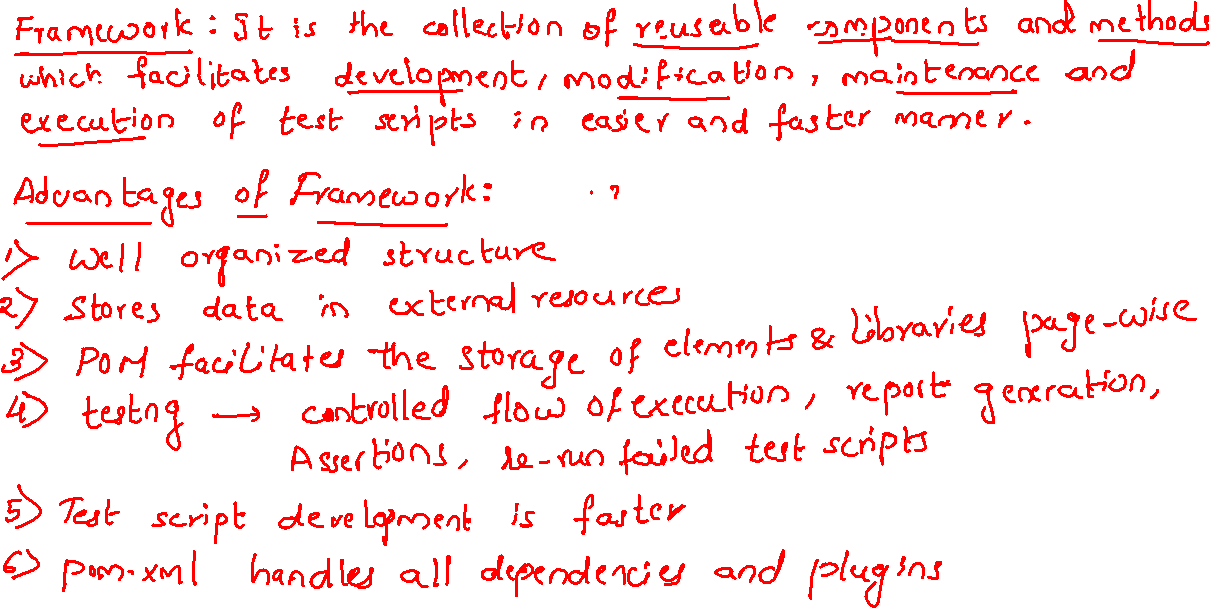 Framework: It is the collection of reuseable components and methods
which facilitates development, modification, maintenance and
execution of test scripts in easier and faster manner.
Advantages of Framework:
1) Well organized structure
2) Stores data in external resources
3) POM facilitates the storage of elements & libraries page-wise
4) testng → controlled flow of execution, report generation,
Assertions, re-run failed test scripts
5) Test script development is faster
6) pom.xml handles all dependencies and plugins